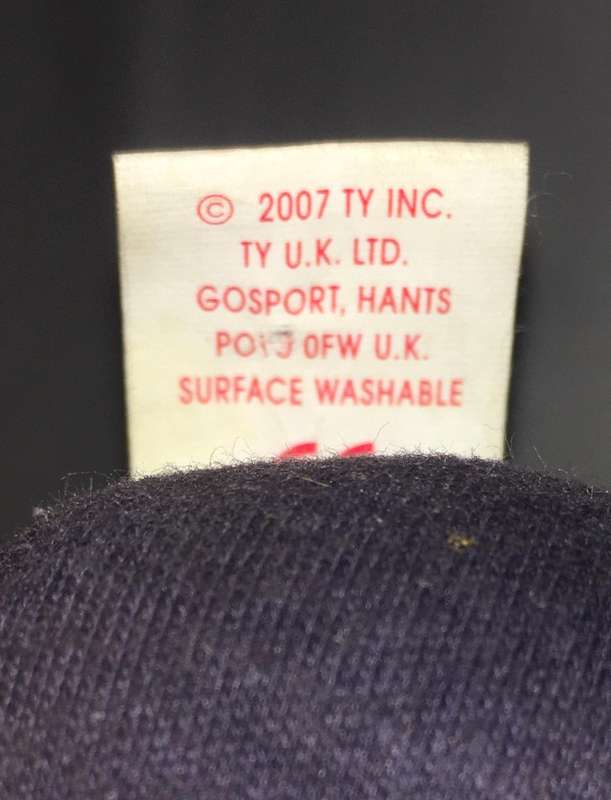 © 2007 TY INC.
TY U.K. LTD.
GOSPORT, HANTS
0FW U.K.
SURFACE WASHABLE